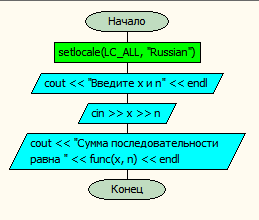 Начало
setlocale(LC_ALL, "Russian")
cout << "Введите x и n" << endl
cin >> x >> n
cout << "Сумма последовательности
равна " << func(x, n) << endl
Конец